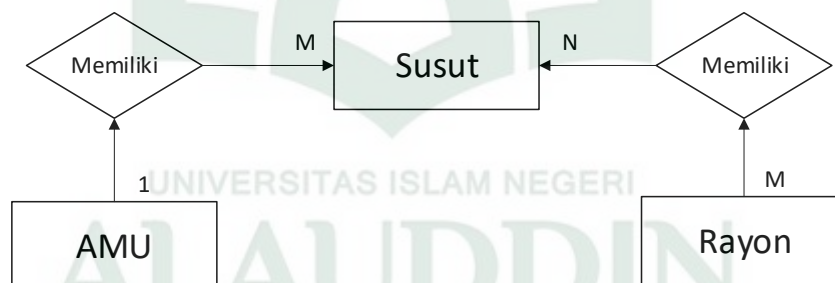 M
N
Memiliki
Susut
Memiliki
1
UNIVERSITAS ISLAM NEGERI
M
AMU
Rayon
ALAUDDIN